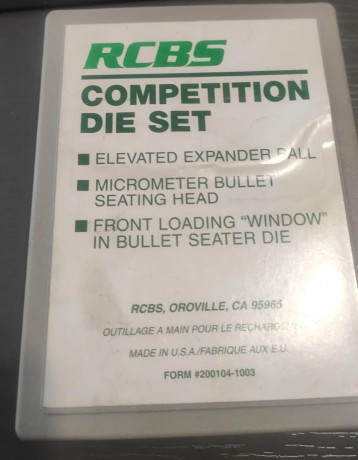 RCBS
COMPETITION
DIE SET
■ ELEVATED EXPANDER BALL
■ MICROMETER BULLET
SEATING HEAD
■ FRONT LOADING “WINDOW”
IN BULLET SEATER DIE
RCBS, OROVILLE, CA 95965
OUTILLAGE A MAIN POUR LE
MADE IN U.S.A./FABRIQUE AUX E.U.
FORM #200104-1003